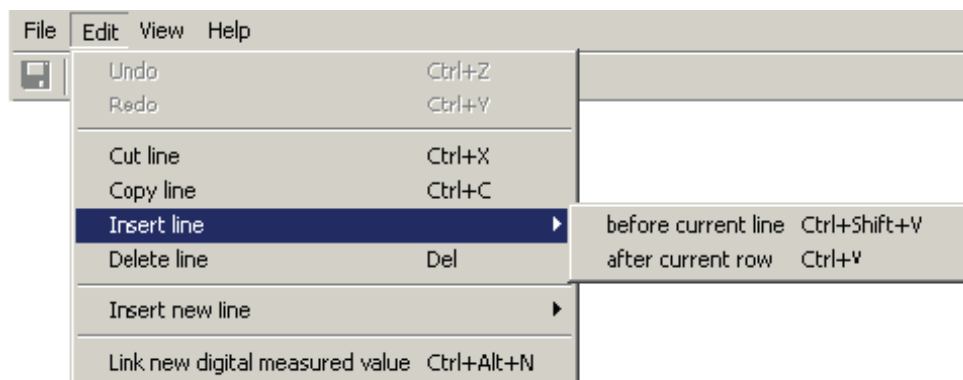 File Edit View Help
Undo Ctrl+Z
Redo Ctrl+Y
Cut line Ctrl+X
Copy line Ctrl+C
Insert line
before current line Ctrl+Shift+V
after current row Ctrl+V
Delete line Del
Insert new line
Link new digital measured value Ctrl+Alt+N